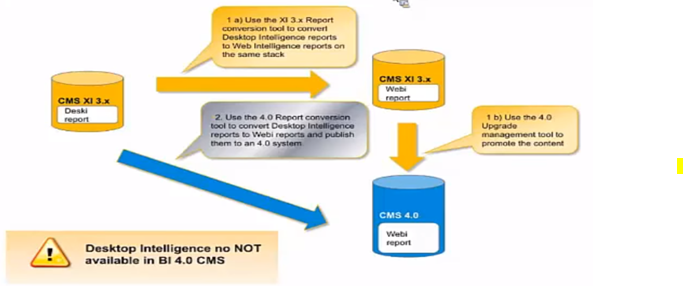 1 a) Use the XI 3.x Report
conversion tool to convert
Desktop Intelligence reports
to Web Intelligence reports on
the same stack
CMS XI 3.x
Deski
report
CMS XI 3.x
Webi
report
2. Use the 4.0 Report conversion
tool to convert Desktop Intelligence
reports to Webi reports and publish
them to an 4.0 system
1 b) Use the 4.0
Upgrade
management tool to
promote the content
CMS 4.0
Webi
report
Desktop Intelligence no NOT
available in BI 4.0 CMS